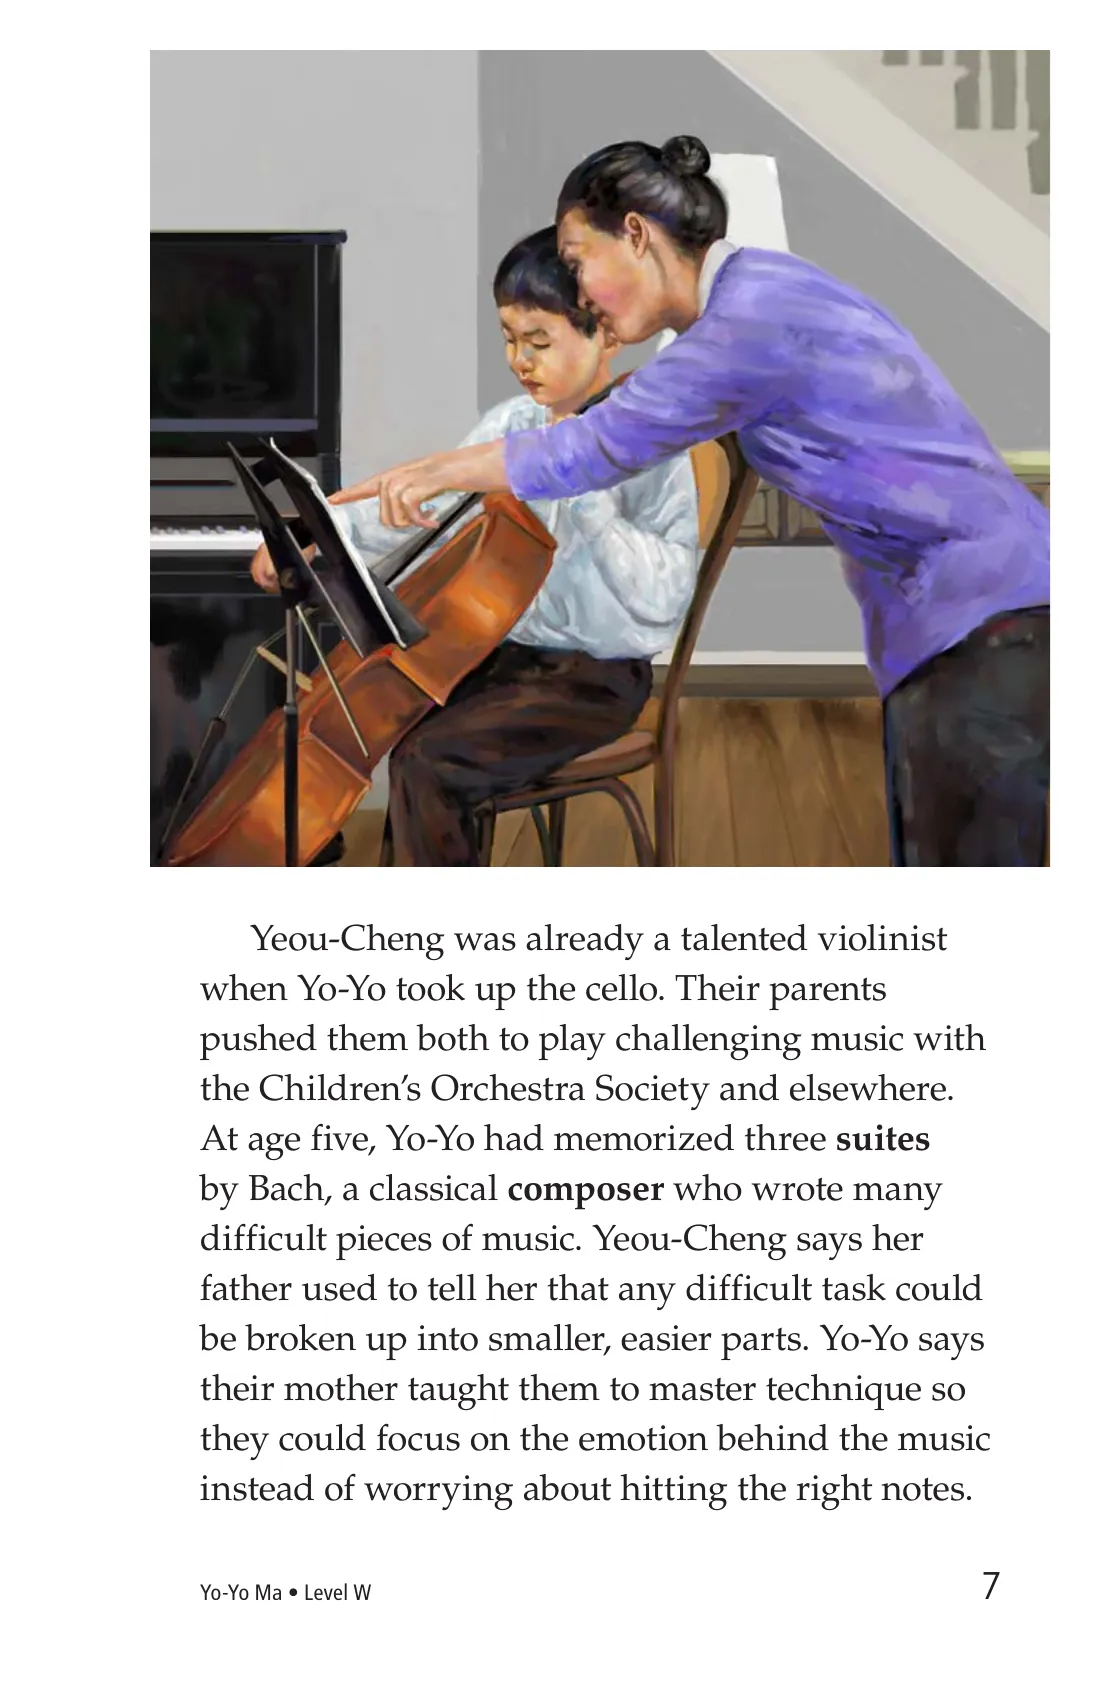 Yeou-Cheng was already a talented violinist
when Yo-Yo took up the cello. Their parents
pushed them both to play challenging music with
the Children’s Orchestra Society and elsewhere.
At age five, Yo-Yo had memorized three suites
by Bach, a classical composer who wrote many
difficult pieces of music. Yeou-Cheng says her
father used to tell her that any difficult task could
be broken up into smaller, easier parts. Yo-Yo says
their mother taught them to master technique so
they could focus on the emotion behind the music
instead of worrying about hitting the right notes.
Yo-Yo Ma • Level W
7